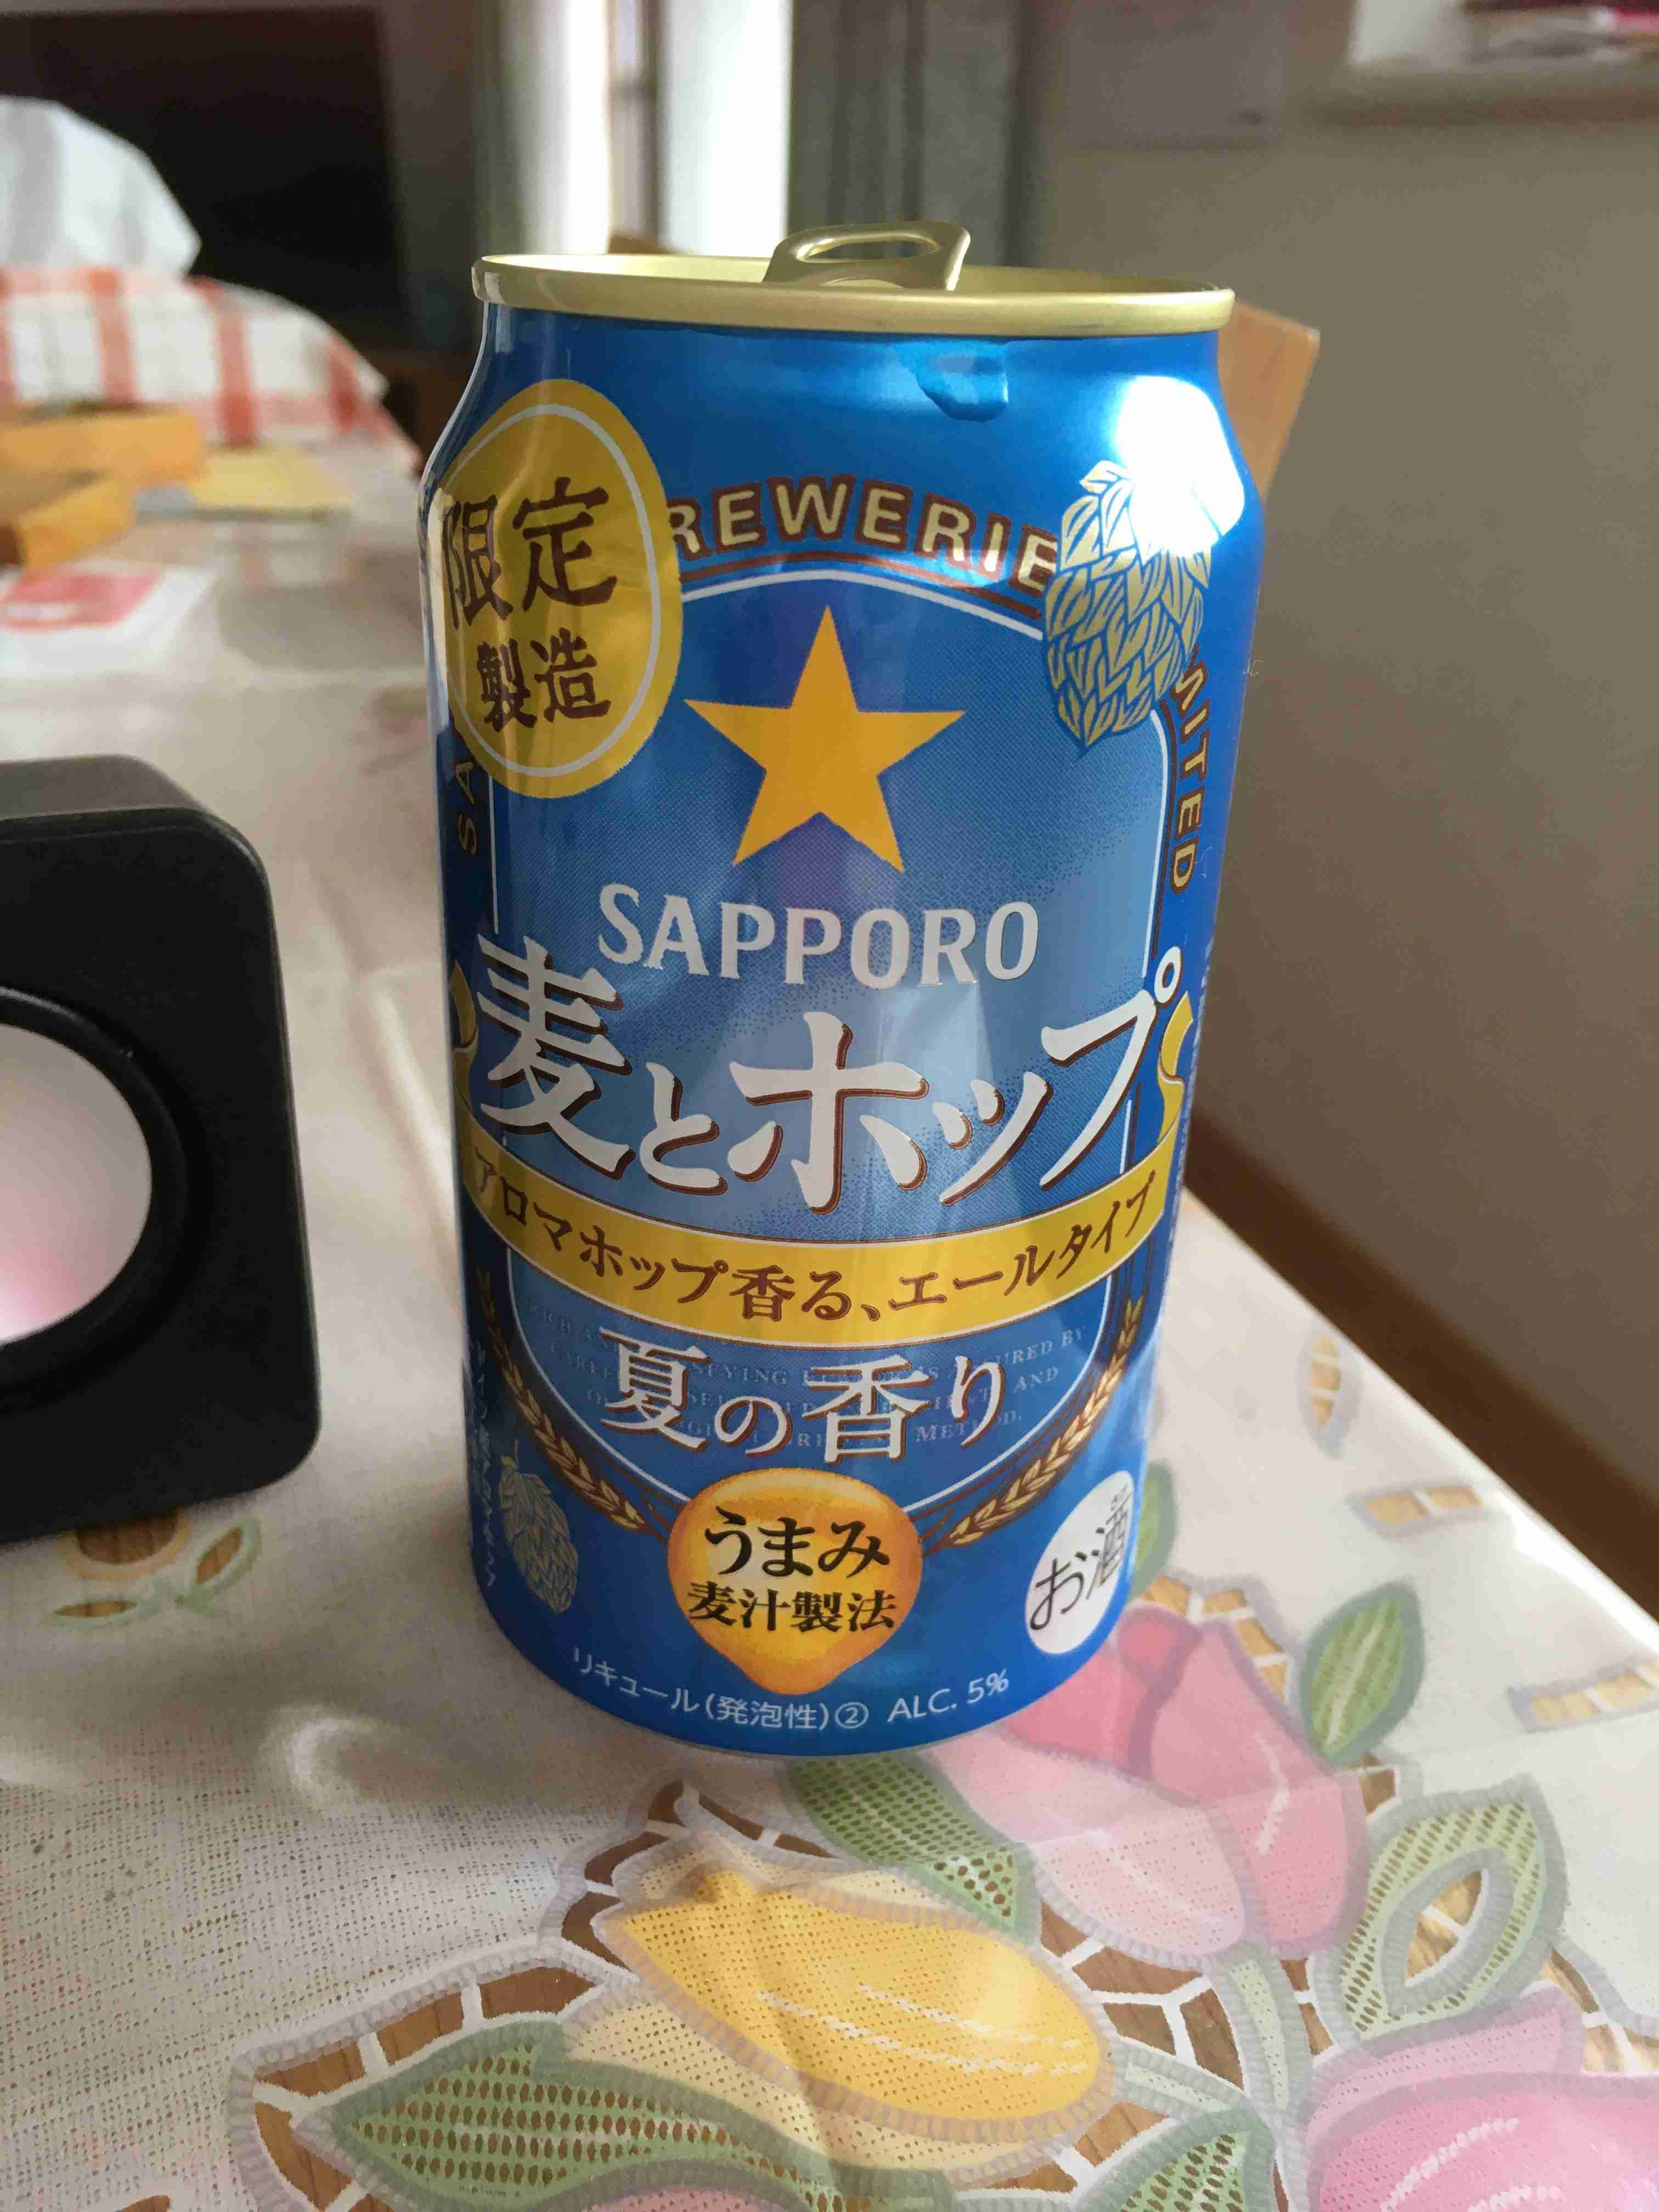 限定
製造
REWERIE
MITED
SA
SAPPORO
麦とホップ
アロマホップ香る、エールタイプ
夏の香り
うまみ
麦汁製法
お酒
リキュール(発泡性)② ALC. 5%